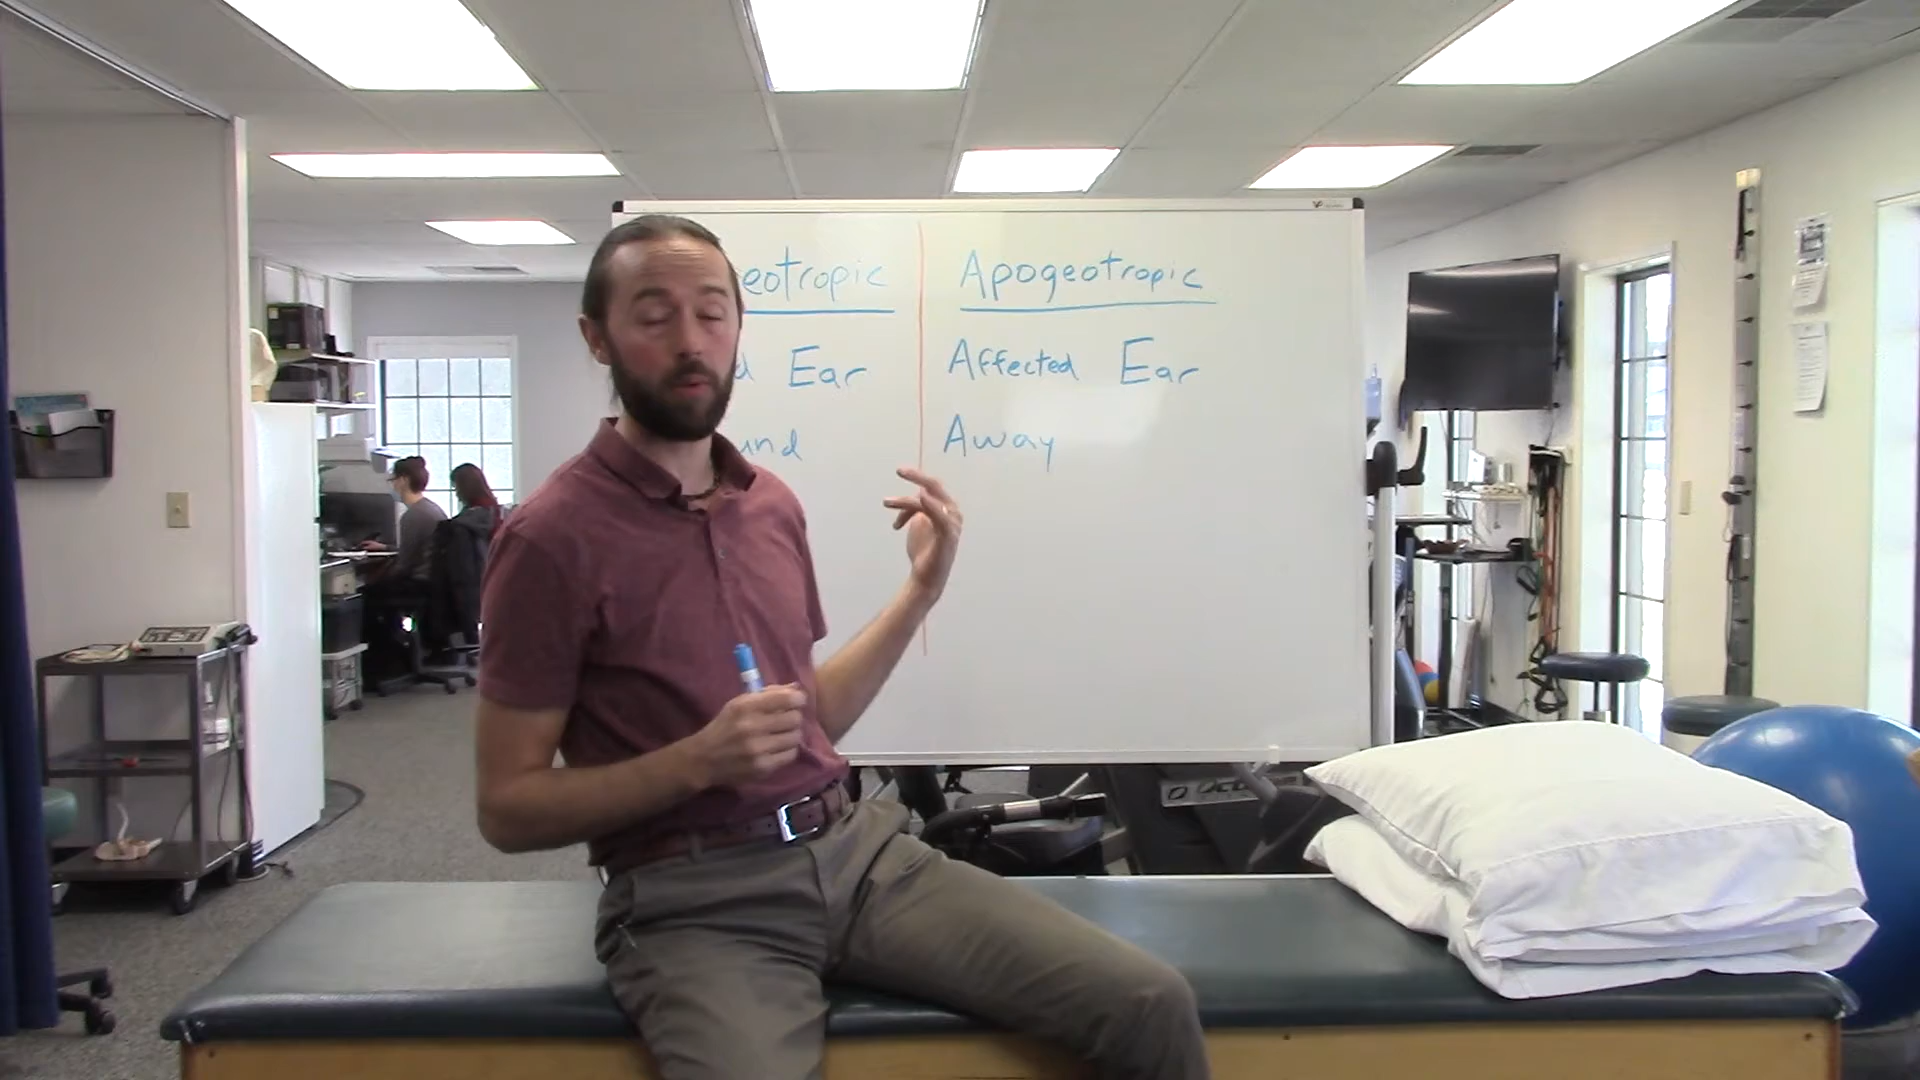 eotropic
Ear
und
Apogeotropic
Affected Ear
Away